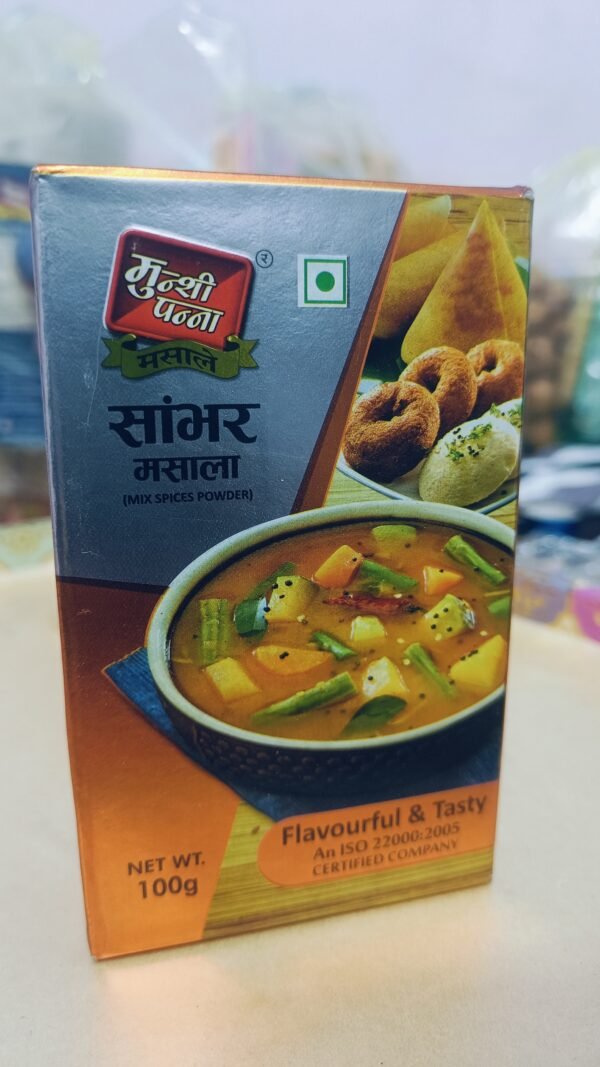 मुन्शी
पन्ना
मसाले
सांभर
मसाला
(MIX SPICES POWDER)
Flavourful & Tasty
An ISO 22000:2005
CERTIFIED COMPANY
NET WT.
100g